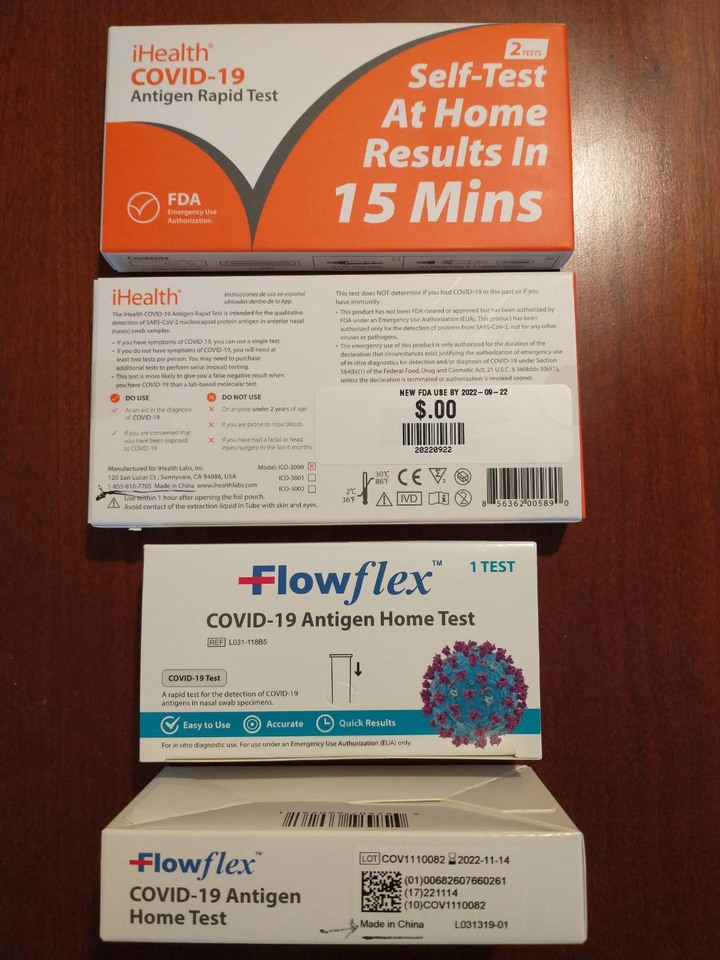 iHealth®
COVID-19
Antigen Rapid Test
2 TESTS
Self-Test
At Home
Results In
15 Mins
FDA
Emergency Use
Authorization
Contents
iHealth®
Instrucciones de uso en español
ubicadas dentro de la App.
The iHealth COVID-19 Antigen Rapid Test is intended for the qualitative
detection of SARS-CoV-2 nucleocapsid protein antigen in anterior nasal
(nares) swab samples.
• If you have symptoms of COVID-19, you can use a single test.
• If you do not have symptoms of COVID-19, you will need at
least two tests per person. You may need to purchase
additional tests to perform serial (repeat) testing.
• This test is more likely to give you a false negative result when
you have COVID-19 than a lab-based molecular test.
DO USE
As an aid in the diagnosis
of COVID-19
If you are concerned that
you have been exposed
to COVID-19
DO NOT USE
On anyone under 2 years of age
If you are prone to nose bleeds
If you have had a facial or head
injury/surgery in the last 6 months
This test does NOT determine if you had COVID-19 in the past or if you
have immunity.
• This product has not been FDA cleared or approved but has been authorized by
FDA under an Emergency Use Authorization (EUA). This product has been
authorized only for the detection of proteins from SARS-CoV-2, not for any other
viruses or pathogens.
• The emergency use of this product is only authorized for the duration of the
declaration that circumstances exist justifying the authorization of emergency use
of in vitro diagnostics for detection and/or diagnosis of COVID-19 under Section
564(b)(1) of the Federal Food, Drug and Cosmetic Act, 21 U.S.C. § 360bbb-3(b)(1),
unless the declaration is terminated or authorization is revoked sooner.
NEW FDA USE BY 2022-09-22
$.00
20220922
Manufactured for iHealth Labs, Inc.
120 San Lucar Ct., Sunnyvale, CA 94086, USA
1-855-816-7705 Made in China www.ihealthlabs.com
Use within 1 hour after opening the foil pouch.
Avoid contact of the extraction liquid in Tube with skin and eyes.
Model: ICO-3000
ICO-3001
ICO-3002
30°C
86°F
2°C
36°F
CE
2
IVD
8 56362 00589 0
Flowflex™
1 TEST
COVID-19 Antigen Home Test
REF L031-118B5
COVID-19 Test
A rapid test for the detection of COVID-19
antigens in nasal swab specimens.
Easy to Use
Accurate
Quick Results
For in vitro diagnostic use. For use under an Emergency Use Authorization (EUA) only.
Flowflex™
COVID-19 Antigen
Home Test
LOT COV1110082 2022-11-14
(01)00682607660261
(17)221114
(10)COV1110082
Made in China
L031319-01